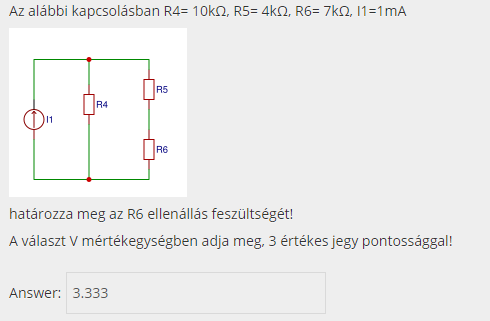 Az alábbi kapcsolásban R4= 10kΩ, R5= 4kΩ, R6= 7kΩ, I1=1mA
R5
R4
I1
R6
határozza meg az R6 ellenállás feszültségét!
A választ V mértékegységben adja meg, 3 értékes jegy pontossággal!
Answer: 3.333